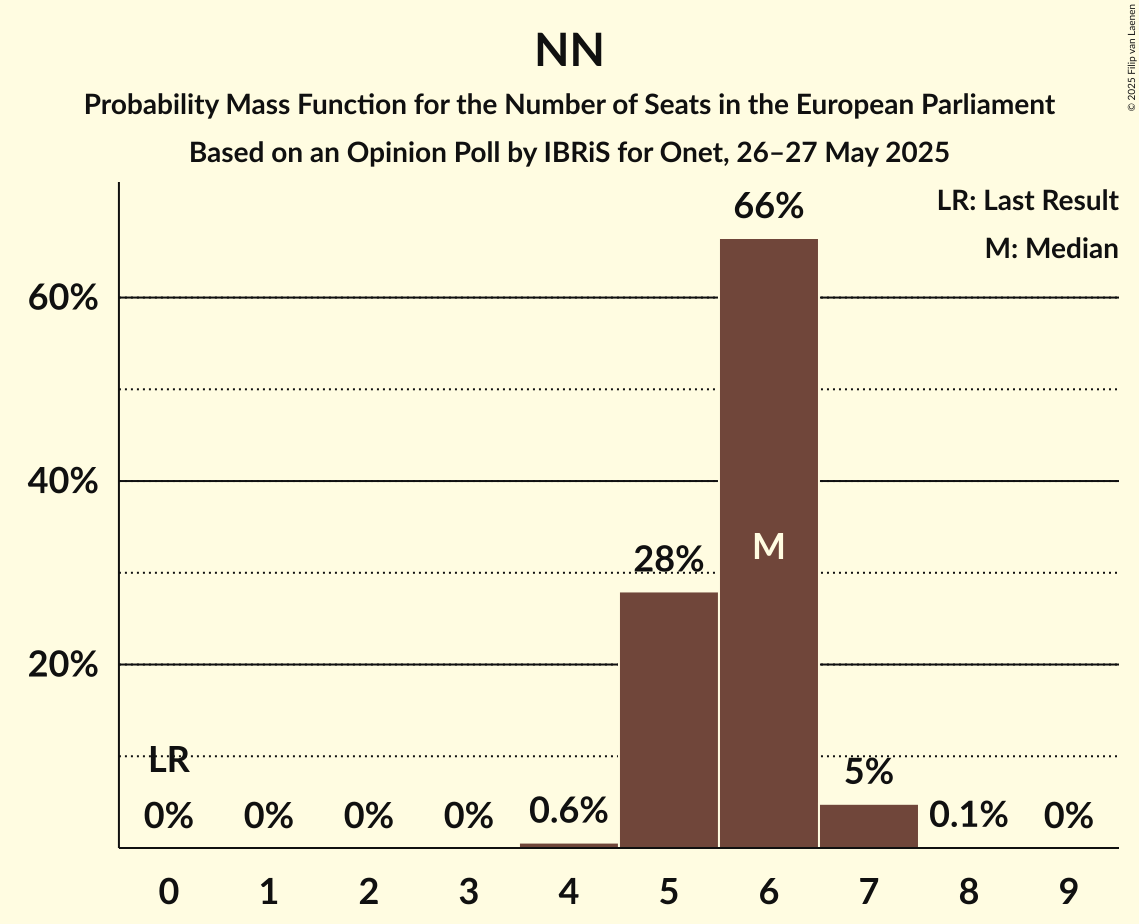 NN
Probability Mass Function for the Number of Seats in the European Parliament
Based on an Opinion Poll by IBRiS for Onet, 26–27 May 2025
© 2025 Filip van Laenen
LR: Last Result
M: Median
66%
60%
40%
28%
M
20%
LR
5%
0% 0% 0% 0% 0.6% 0.1% 0%
0 1 2 3 4 5 6 7 8 9